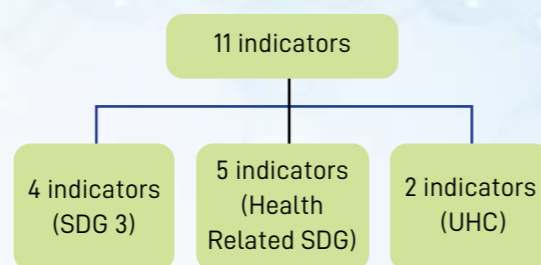 11 indicators
4 indicators
(SDG 3)
5 indicators
(Health
Related SDG)
2 indicators
(UHC)